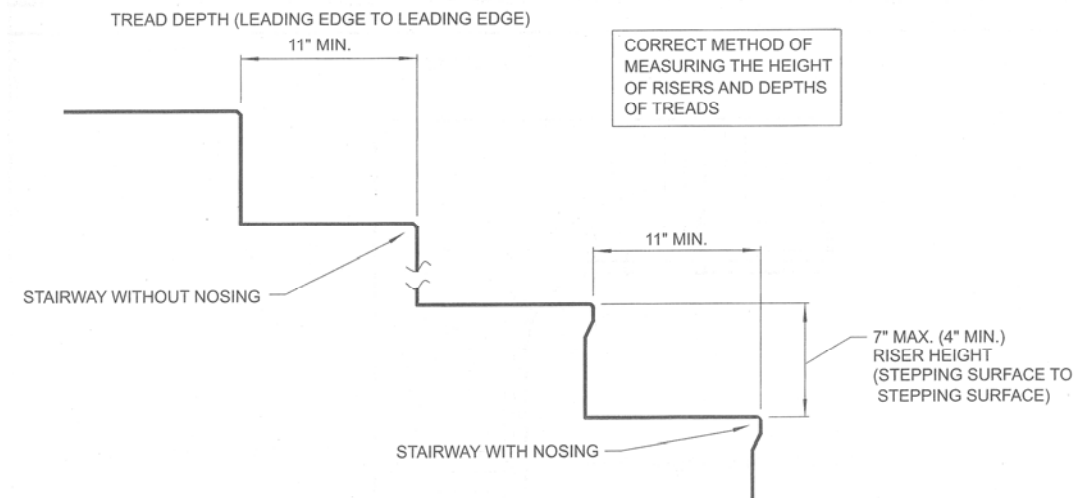 TREAD DEPTH (LEADING EDGE TO LEADING EDGE)
11" MIN.
CORRECT METHOD OF
MEASURING THE HEIGHT
OF RISERS AND DEPTHS
OF TREADS
11" MIN.
STAIRWAY WITHOUT NOSING
7" MAX. (4" MIN.)
RISER HEIGHT
(STEPPING SURFACE TO
STEPPING SURFACE)
STAIRWAY WITH NOSING